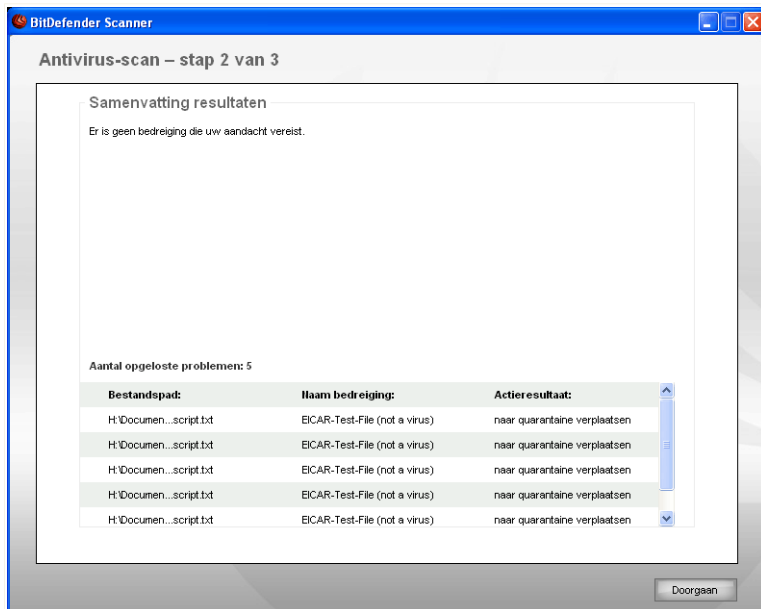 BitDefender Scanner
Antivirus-scan – stap 2 van 3
Samenvatting resultaten
Er is geen bedreiging die uw aandacht vereist.
Aantal opgeloste problemen: 5
Bestandspad: Naam bedreiging: Actieresultaat:
H:\Documen...script.txt EICAR-Test-File (not a virus) naar quarantaine verplaatsen
H:\Documen...script.txt EICAR-Test-File (not a virus) naar quarantaine verplaatsen
H:\Documen...script.txt EICAR-Test-File (not a virus) naar quarantaine verplaatsen
H:\Documen...script.txt EICAR-Test-File (not a virus) naar quarantaine verplaatsen
H:\Documen...script.txt EICAR-Test-File (not a virus) naar quarantaine verplaatsen
Doorgaan